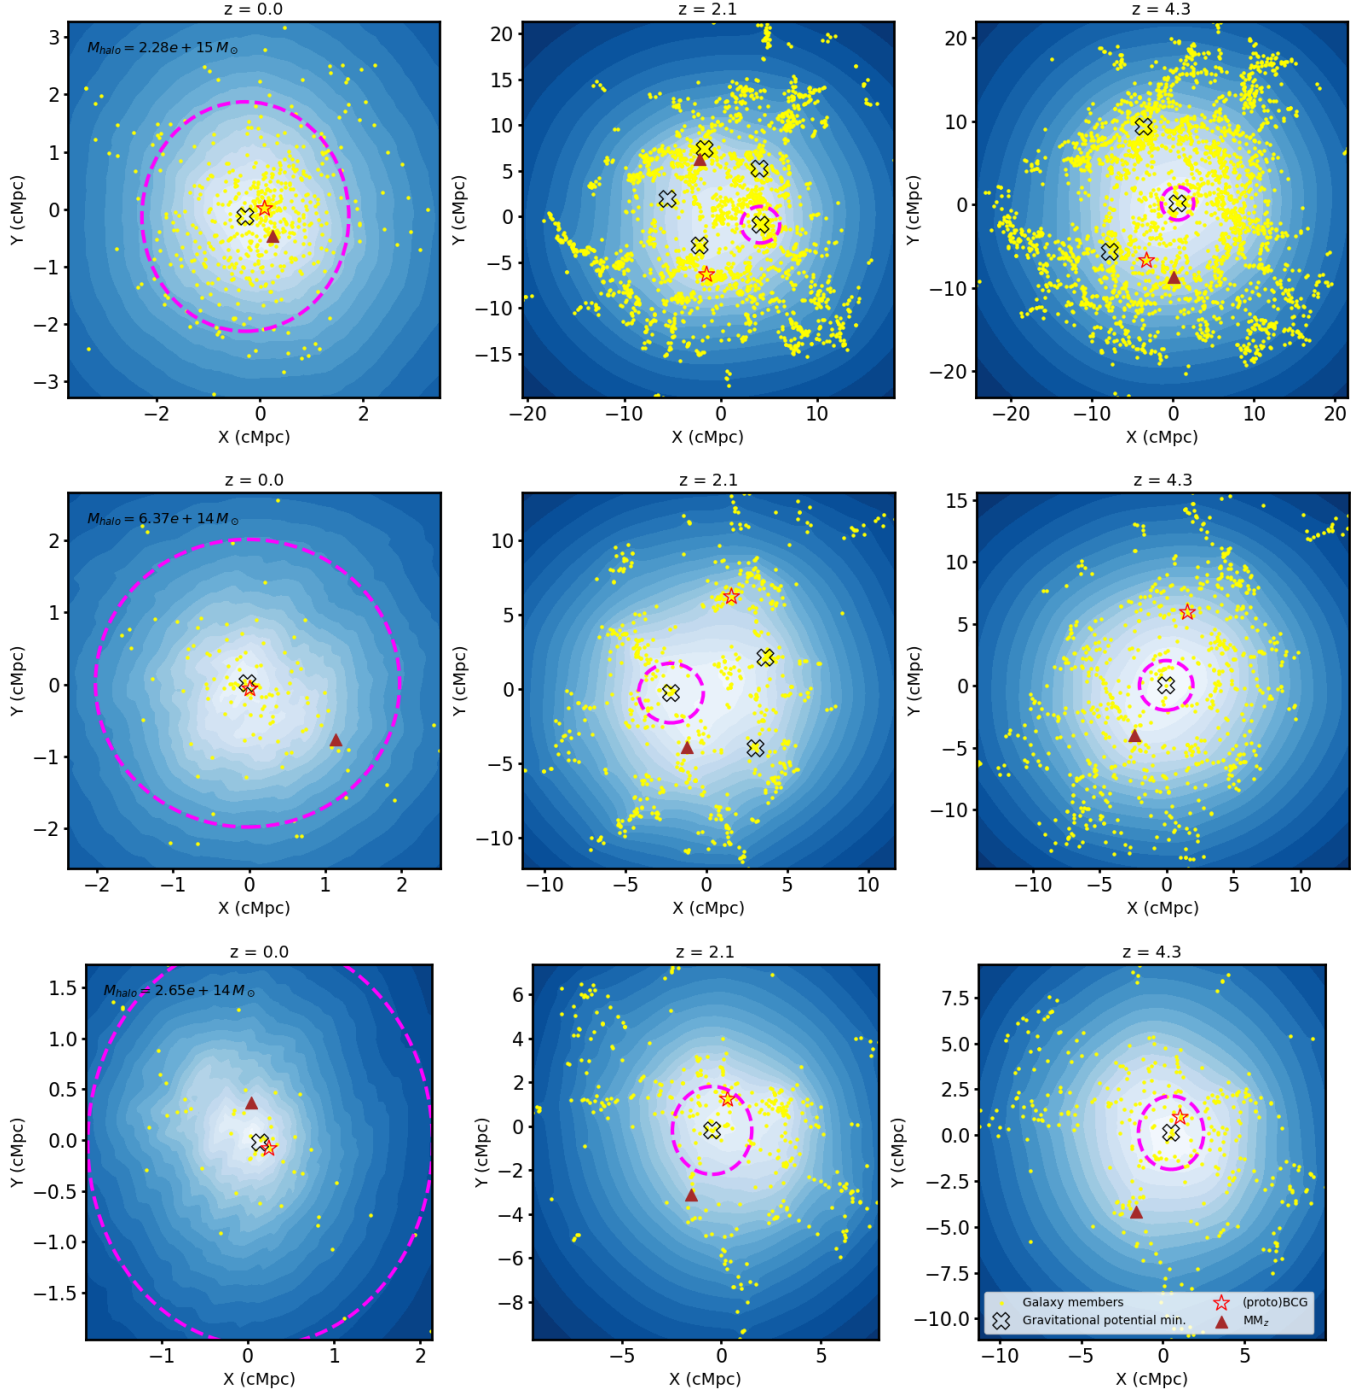 z = 0.0
z = 2.1
z = 4.3
M_halo = 2.28e + 15 M_⊙
3
2
1
0
−1
−2
−3
Y (cMpc)
−2
0
2
X (cMpc)
20
15
10
5
0
−5
−10
−15
Y (cMpc)
−20
−10
0
10
X (cMpc)
20
10
0
−10
−20
Y (cMpc)
−20
−10
0
10
20
X (cMpc)
z = 0.0
z = 2.1
z = 4.3
M_halo = 6.37e + 14 M_⊙
2
1
0
−1
−2
Y (cMpc)
−2
−1
0
1
2
X (cMpc)
10
5
0
−5
−10
Y (cMpc)
−10
−5
0
5
10
X (cMpc)
15
10
5
0
−5
−10
Y (cMpc)
−10
−5
0
5
10
X (cMpc)
z = 0.0
z = 2.1
z = 4.3
M_halo = 2.65e + 14 M_⊙
1.5
1.0
0.5
0.0
−0.5
−1.0
−1.5
Y (cMpc)
−1
0
1
2
X (cMpc)
6
4
2
0
−2
−4
−6
−8
Y (cMpc)
−5
0
5
X (cMpc)
7.5
5.0
2.5
0.0
−2.5
−5.0
−7.5
−10.0
Y (cMpc)
−10
−5
0
5
X (cMpc)
Galaxy members
Gravitational potential min.
(proto)BCG
MM_z